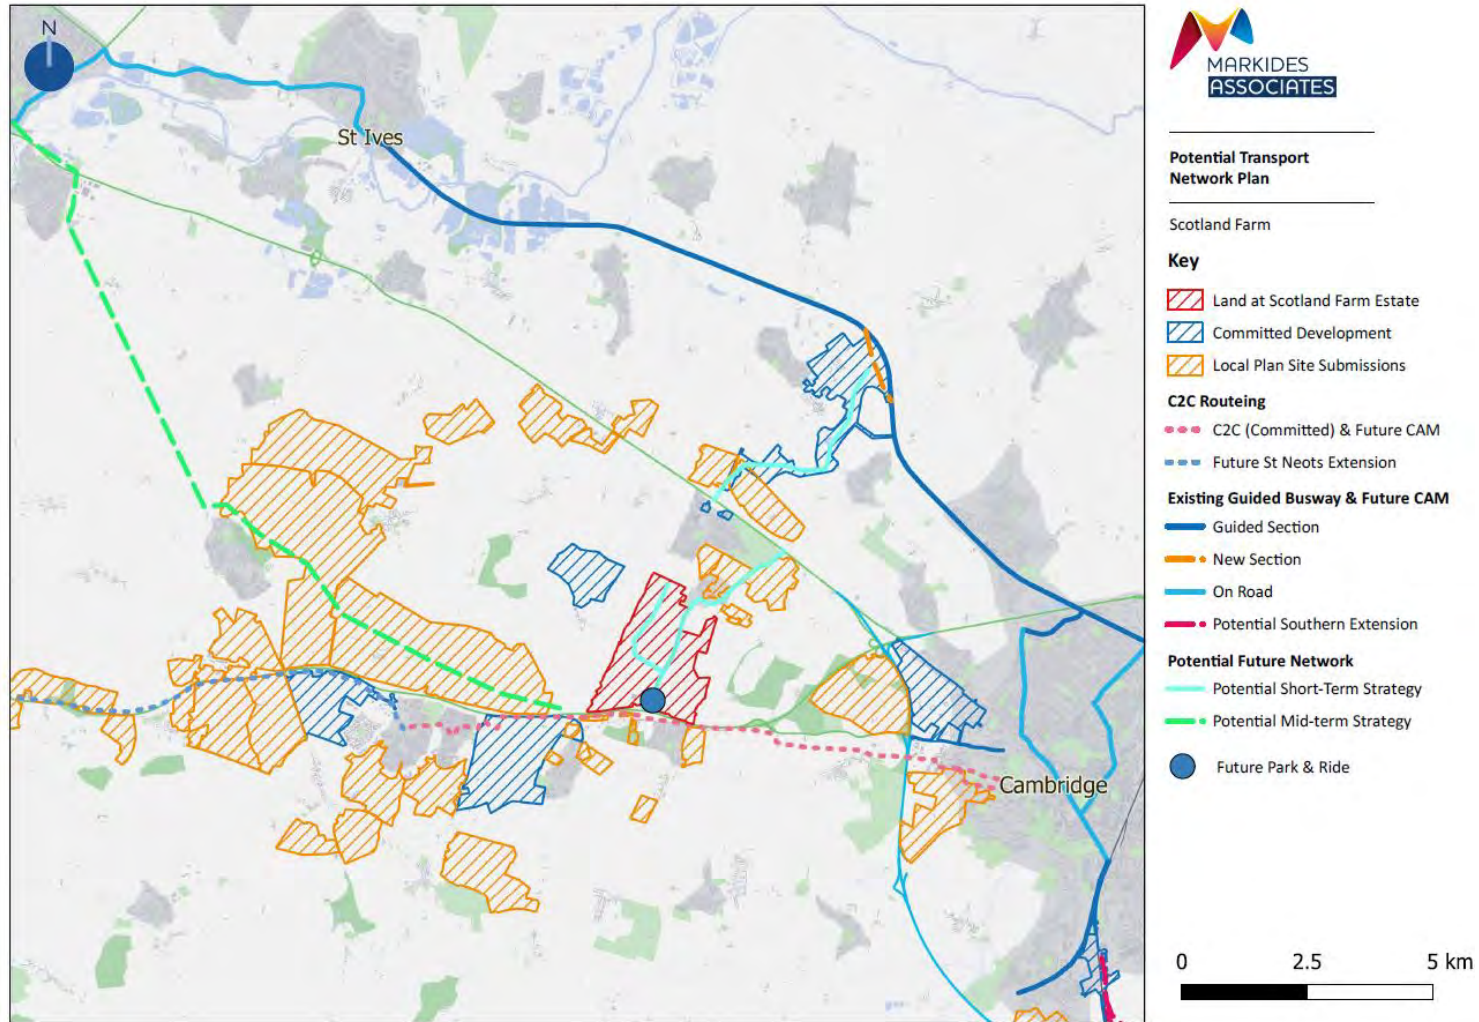 N
St Ives
Cambridge
MARKIDES
ASSOCIATES
Potential Transport
Network Plan
Scotland Farm
Key
Land at Scotland Farm Estate
Committed Development
Local Plan Site Submissions
C2C Routeing
C2C (Committed) & Future CAM
Future St Neots Extension
Existing Guided Busway & Future CAM
Guided Section
New Section
On Road
Potential Southern Extension
Potential Future Network
Potential Short-Term Strategy
Potential Mid-term Strategy
Future Park & Ride
0 2.5 5 km